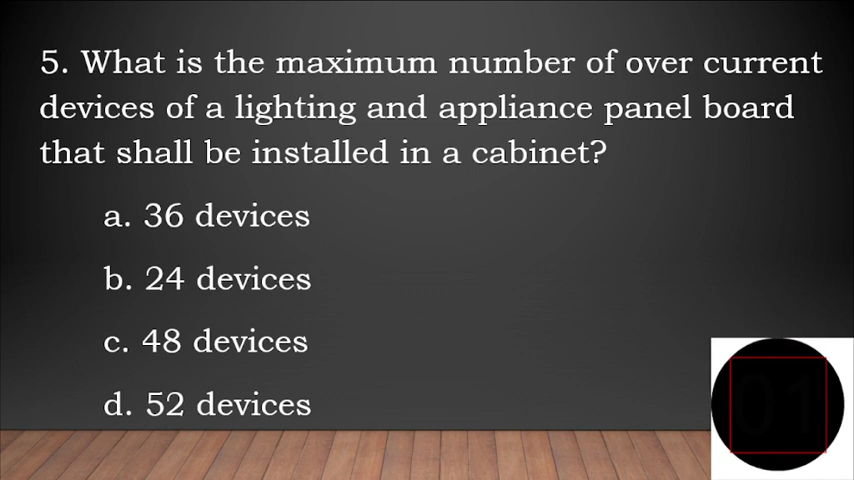 5. What is the maximum number of over current
devices of a lighting and appliance panel board
that shall be installed in a cabinet?
a. 36 devices
b. 24 devices
c. 48 devices
d. 52 devices
01